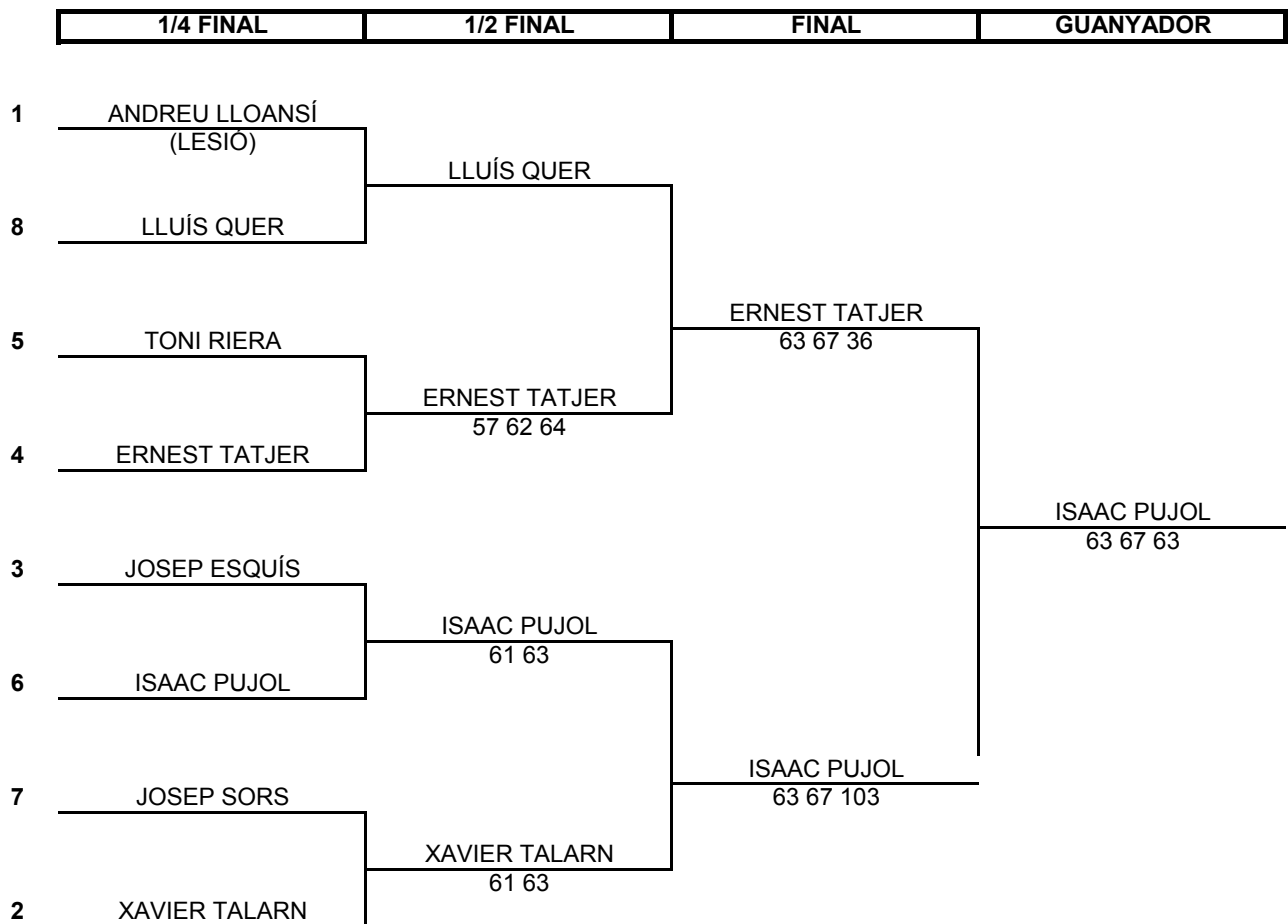 1/4 FINAL 1/2 FINAL FINAL GUANYADOR
1 ANDREU LLOANSÍ
(LESIÓ)
LLUÍS QUER
8 LLUÍS QUER
ERNEST TATJER
63 67 36
5 TONI RIERA
ERNEST TATJER
57 62 64
4 ERNEST TATJER
ISAAC PUJOL
63 67 63
3 JOSEP ESQUÍS
ISAAC PUJOL
61 63
6 ISAAC PUJOL
ISAAC PUJOL
63 67 103
7 JOSEP SORS
XAVIER TALARN
61 63
2 XAVIER TALARN